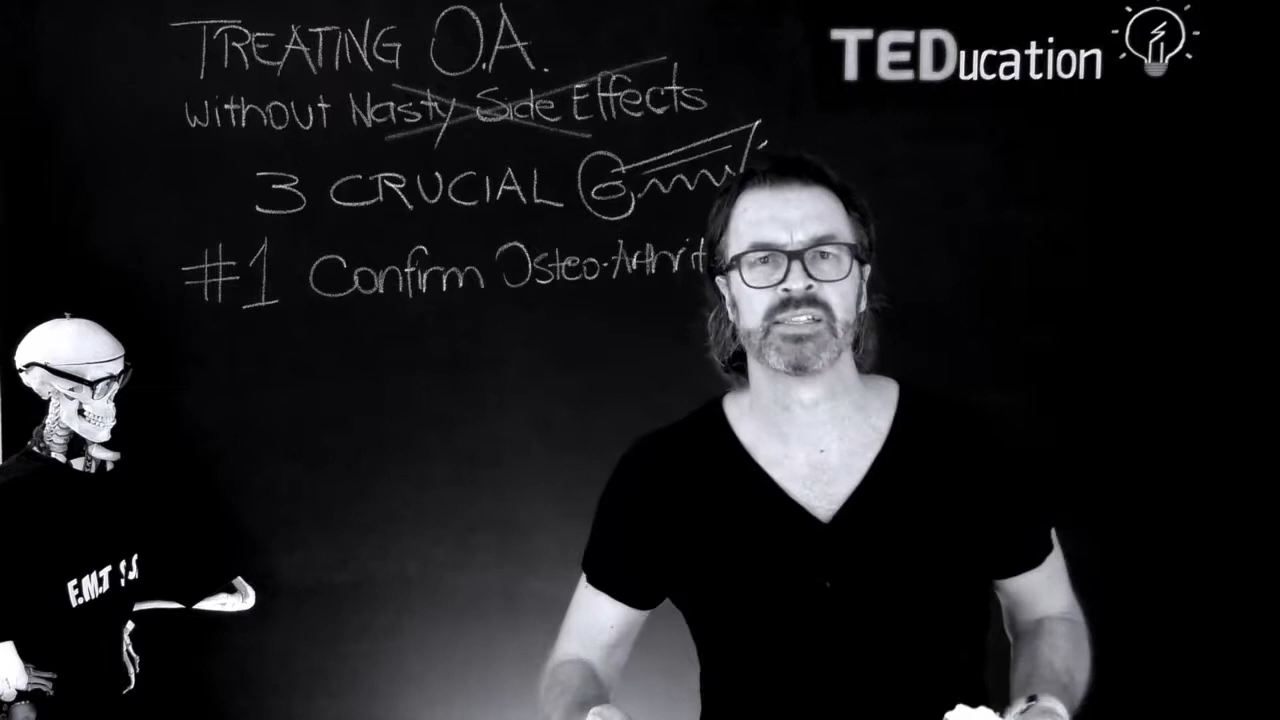 TREATING O.A.
without Nasty Side Effects
3 CRUCIAL
#1 Confirm Osteo-Arthrit
TEDucation
F.M.T